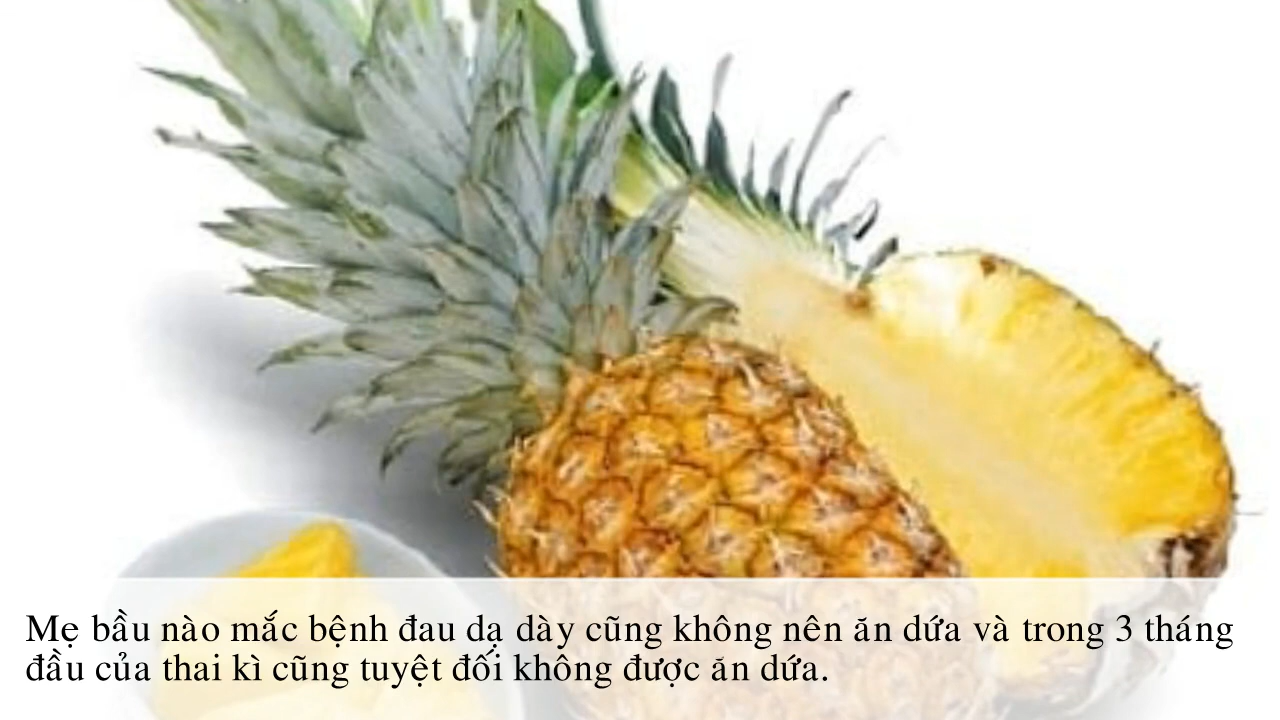 Mẹ bầu nào mắc bệnh đau dạ dày cũng không nên ăn dứa và trong 3 tháng
đầu của thai kì cũng tuyệt đối không được ăn dứa.